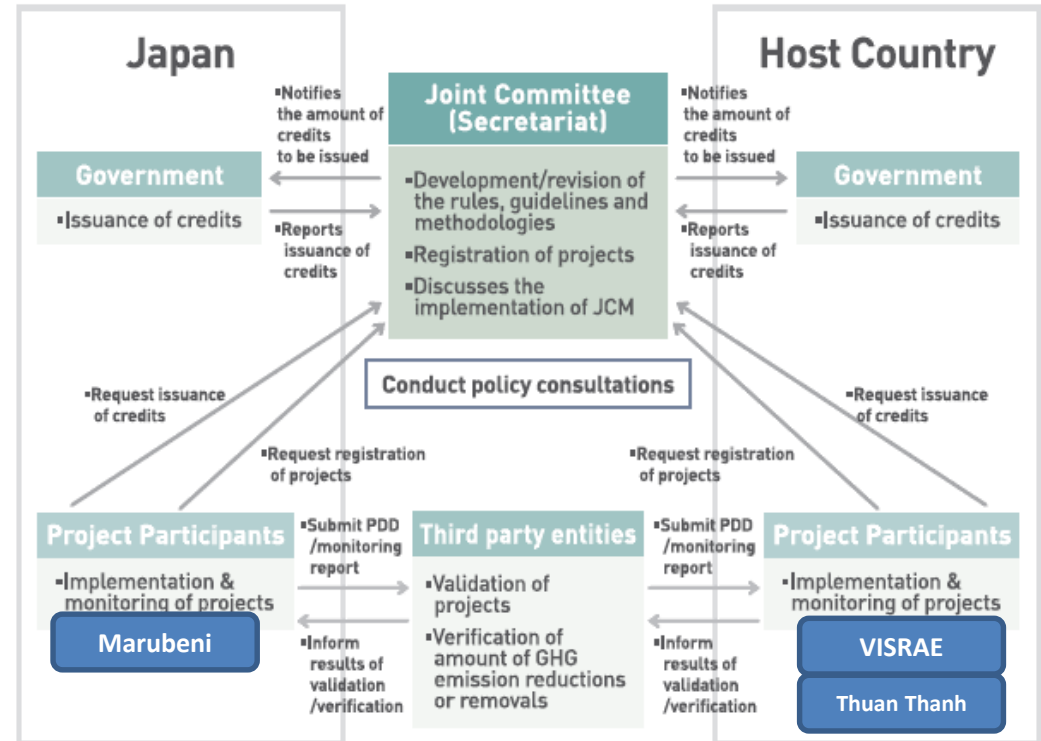 Japan
Host Country
▪Notifies
the amount of
credits
to be issued
Joint Committee
(Secretariat)
▪Notifies
the amount of
credits
to be issued
Government
▪Issuance of credits
▪Development/revision of
the rules, guidelines and
methodologies
▪Registration of projects
▪Discusses the
implementation of JCM
Government
▪Issuance of credits
▪Reports
issuance of
credits
▪Reports
issuance of
credits
Conduct policy consultations
▪Request issuance
of credits
▪Request issuance
of credits
▪Request registration
of projects
▪Request registration
of projects
Project Participants
▪Implementation &
monitoring of projects
Marubeni
▪Submit PDD
/monitoring
report
▪Inform
results of
validation
/verification
Third party entities
▪Validation of
projects
▪Verification of
amount of GHG
emission reductions
or removals
▪Submit PDD
/monitoring
report
▪Inform
results of
validation
/verification
Project Participants
▪Implementation &
monitoring of projects
VISRAE
Thuan Thanh